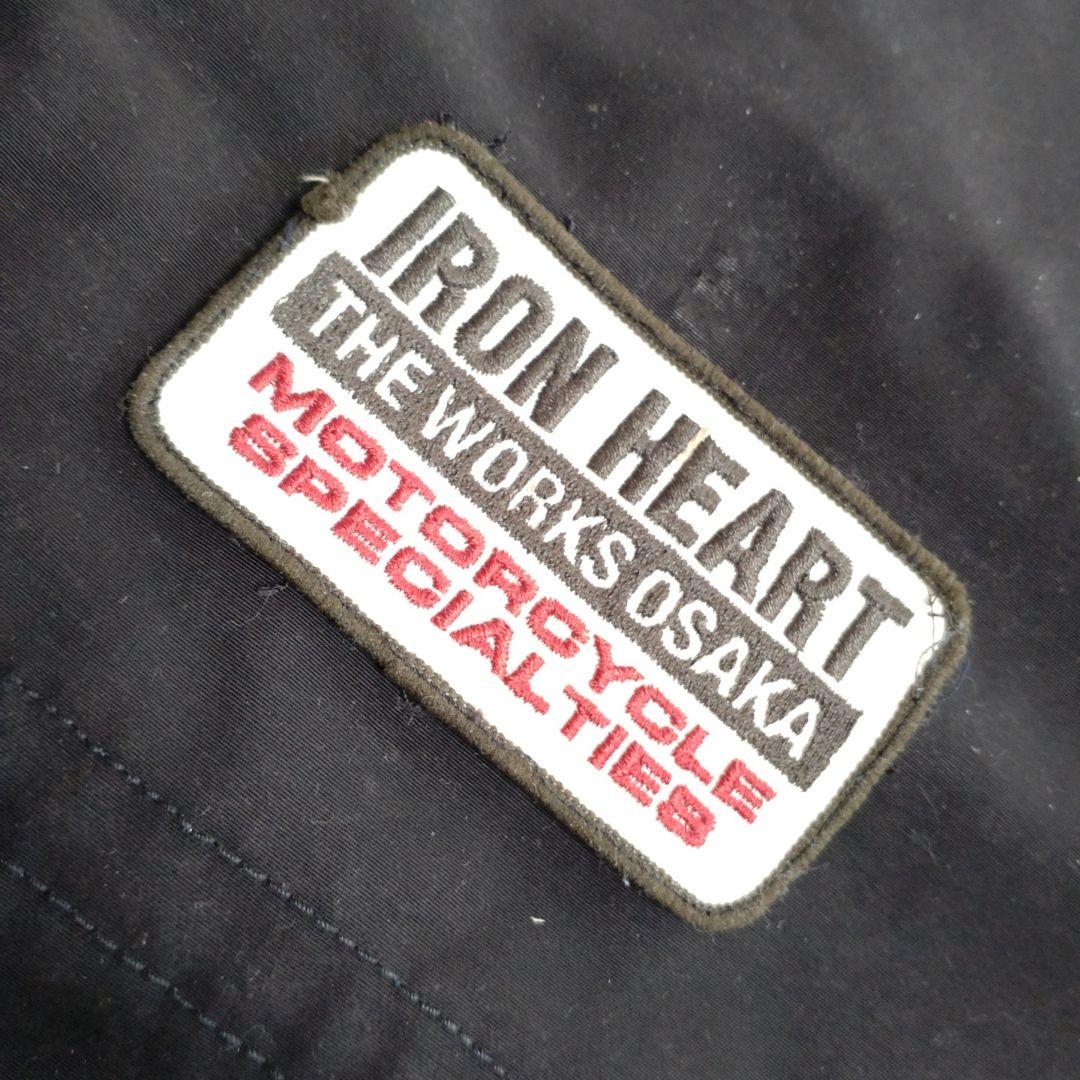 IRON HEART
THE WORKS OSAKA
MOTORCYCLE
SPECIALTIES